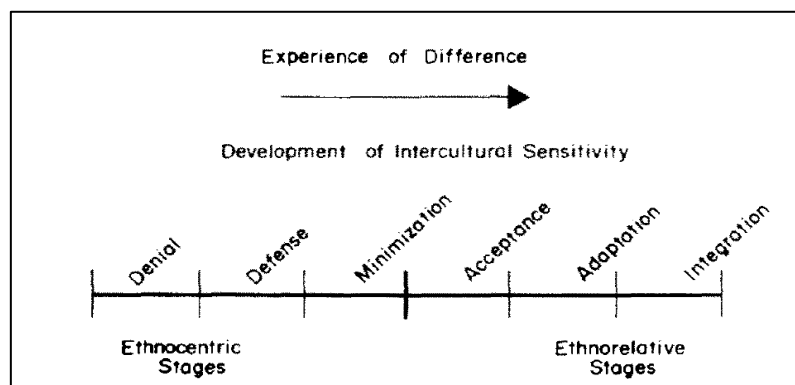 Experience of Difference
Development of Intercultural Sensitivity
Denial
Defense
Minimization
Acceptance
Adaptation
Integration
Ethnocentric
Stages
Ethnorelative
Stages